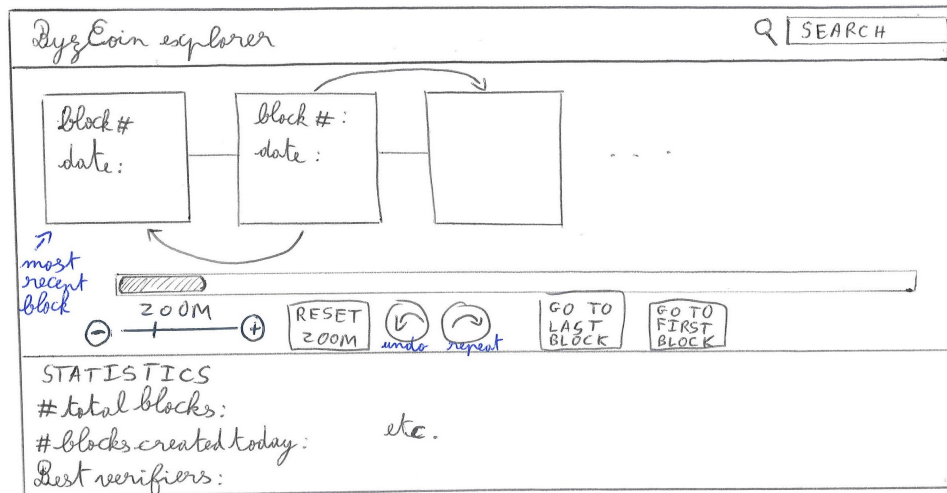 ByzCoin explorer
SEARCH
block #
date:
block # :
date :
. . . .
most
recent
block
ZOOM
- +
RESET
ZOOM
undo
repeat
GO TO
LAST
BLOCK
GO TO
FIRST
BLOCK
STATISTICS
# total blocks:
# blocks created today:
etc.
Best verifiers: